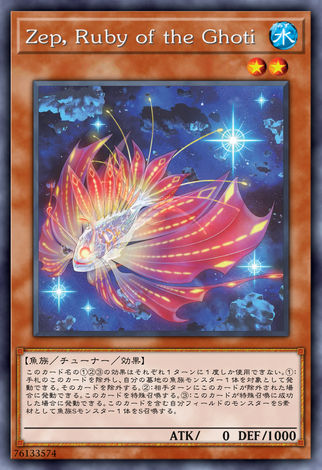 Zep, Ruby of the Ghoti
水
【魚族／チューナー／効果】
このカード名の①②③の効果はそれぞれ１ターンに１度しか使用できない。①：
手札のこのカードを除外し、自分の墓地の魚族モンスター１体を対象として発
動できる。そのカードを除外する。②：相手ターンにこのカードが除外された場
合に発動できる。このカードを特殊召喚する。③：このカードが特殊召喚に成
功した場合に発動できる。このカードを含む自分フィールドのモンスターをS素
材として魚族Sモンスター１体をS召喚する。
ATK/ 0 DEF/1000
76133574